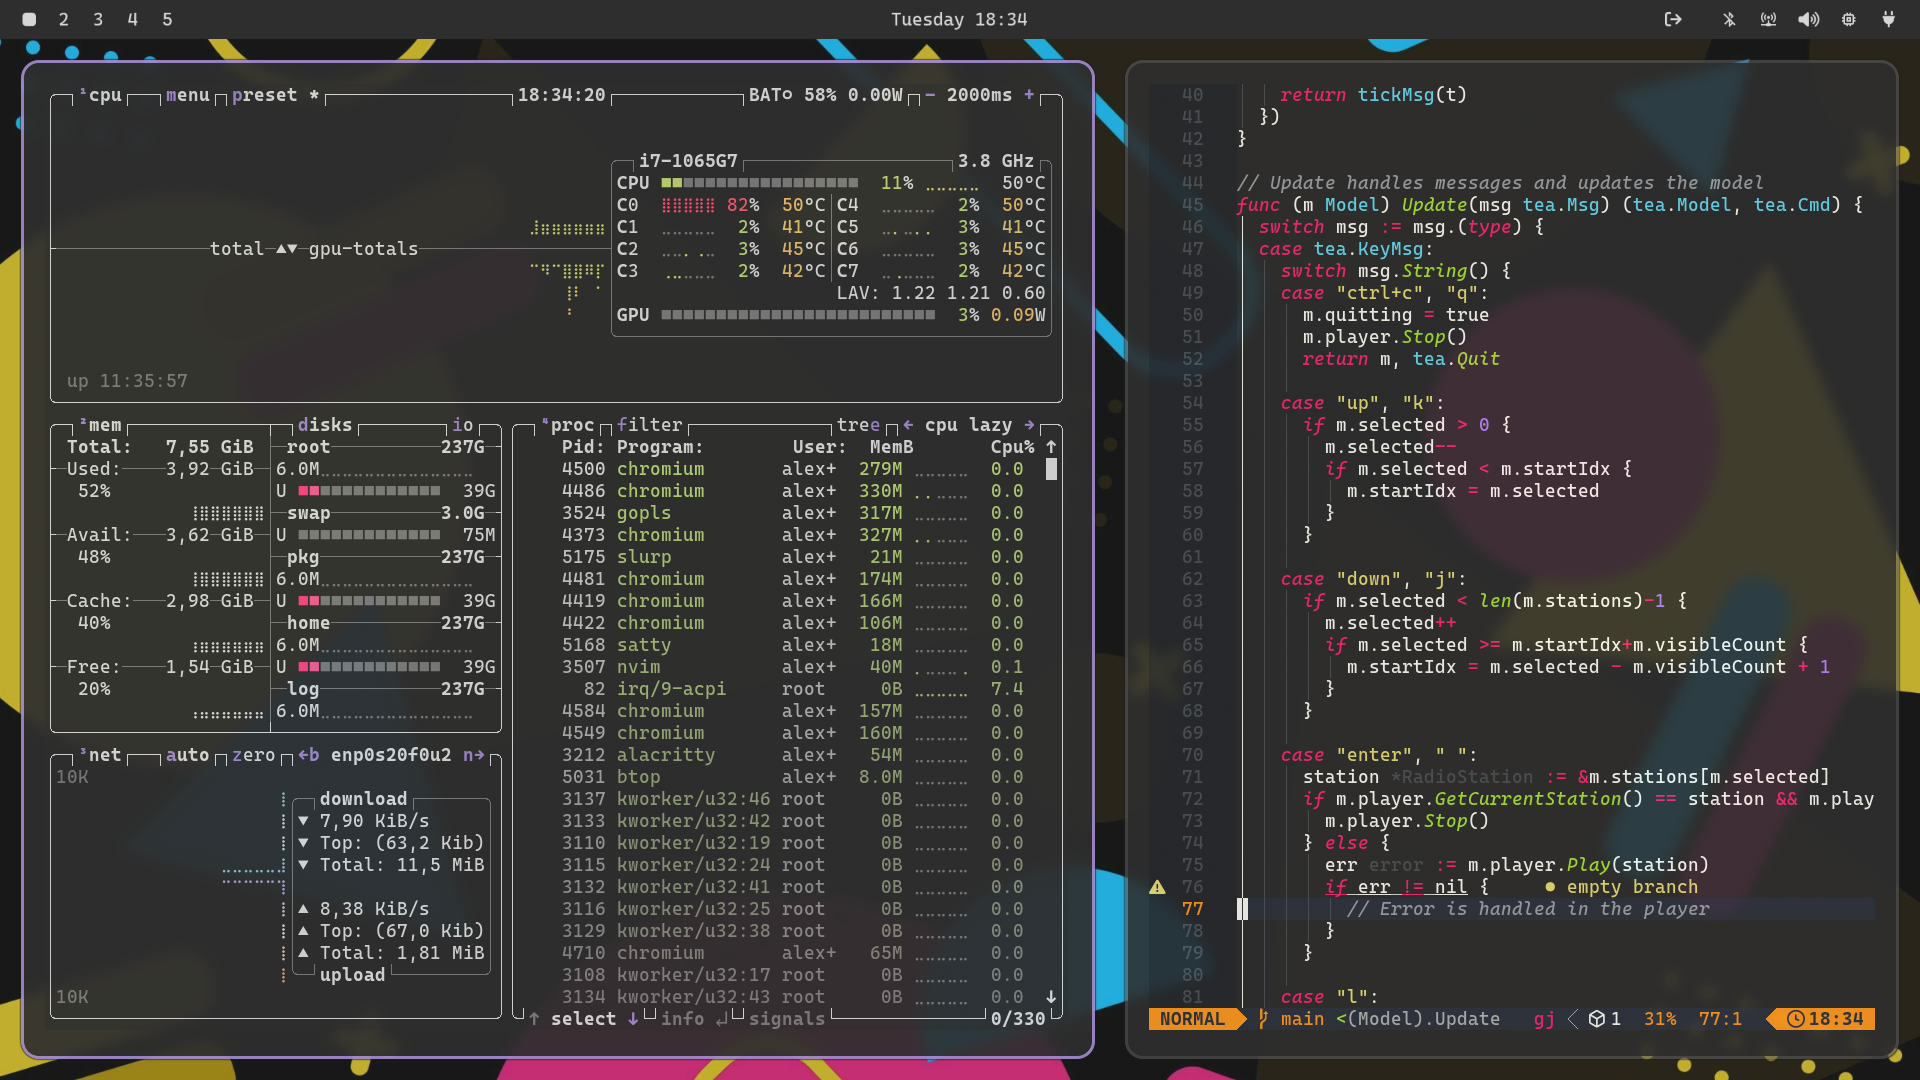 2 3 4 5
Tuesday 18:34
¹cpu menu preset * 18:34:20 BAT 58% 0.00W - 2000ms +
i7-1065G7 3.8 GHz
CPU 11% 50°C
C0 82% 50°C C4 2% 50°C
C1 2% 41°C C5 3% 41°C
total ▲▼ gpu-totals
C2 3% 45°C C6 3% 45°C
C3 2% 42°C C7 2% 42°C
LAV: 1.22 1.21 0.60
GPU 3% 0.09W
up 11:35:57
²mem disks io
Total: 7,55 GiB root 237G
Used: 3,92 GiB 6.0M
52% U 39G
swap 3.0G
Avail: 3,62 GiB U 75M
48% pkg 237G
6.0M
Cache: 2,98 GiB U 39G
40% home 237G
6.0M
Free: 1,54 GiB U 39G
20% log 237G
6.0M
³net auto zero ←b enp0s20f0u2 n→
10K
download
▼ 7,90 KiB/s
▼ Top: (63,2 Kib)
▼ Total: 11,5 MiB
▲ 8,38 KiB/s
▲ Top: (67,0 Kib)
▲ Total: 1,81 MiB
upload
10K
⁴proc filter tree ← cpu lazy →
Pid: Program: User: MemB Cpu% ↑
4500 chromium alex+ 279M 0.0
4486 chromium alex+ 330M 0.0
3524 gopls alex+ 317M 0.0
4373 chromium alex+ 327M 0.0
5175 slurp alex+ 21M 0.0
4481 chromium alex+ 174M 0.0
4419 chromium alex+ 166M 0.0
4422 chromium alex+ 106M 0.0
5168 satty alex+ 18M 0.0
3507 nvim alex+ 40M 0.1
82 irq/9-acpi root 0B 7.4
4584 chromium alex+ 157M 0.0
4549 chromium alex+ 160M 0.0
3212 alacritty alex+ 54M 0.0
5031 btop alex+ 8.0M 0.0
3137 kworker/u32:46 root 0B 0.0
3133 kworker/u32:42 root 0B 0.0
3110 kworker/u32:19 root 0B 0.0
3115 kworker/u32:24 root 0B 0.0
3132 kworker/u32:41 root 0B 0.0
3116 kworker/u32:25 root 0B 0.0
3129 kworker/u32:38 root 0B 0.0
4710 chromium alex+ 65M 0.0
3108 kworker/u32:17 root 0B 0.0
3134 kworker/u32:43 root 0B 0.0 ↓
↑ select ↓ info ↵ signals 0/330
40 return tickMsg(t)
41 })
42 }
43
44 // Update handles messages and updates the model
45 func (m Model) Update(msg tea.Msg) (tea.Model, tea.Cmd) {
46 switch msg := msg.(type) {
47 case tea.KeyMsg:
48 switch msg.String() {
49 case "ctrl+c", "q":
50 m.quitting = true
51 m.player.Stop()
52 return m, tea.Quit
53
54 case "up", "k":
55 if m.selected > 0 {
56 m.selected--
57 if m.selected < m.startIdx {
58 m.startIdx = m.selected
59 }
60 }
61
62 case "down", "j":
63 if m.selected < len(m.stations)-1 {
64 m.selected++
65 if m.selected >= m.startIdx+m.visibleCount {
66 m.startIdx = m.selected - m.visibleCount + 1
67 }
68 }
69
70 case "enter", " ":
71 station *RadioStation := &m.stations[m.selected]
72 if m.player.GetCurrentStation() == station && m.play
73 m.player.Stop()
74 } else {
75 err error := m.player.Play(station)
76 if err != nil { ● empty branch
77 // Error is handled in the player
78 }
79 }
80
81 case "l":
NORMAL main <(Model).Update gj 1 31% 77:1 18:34